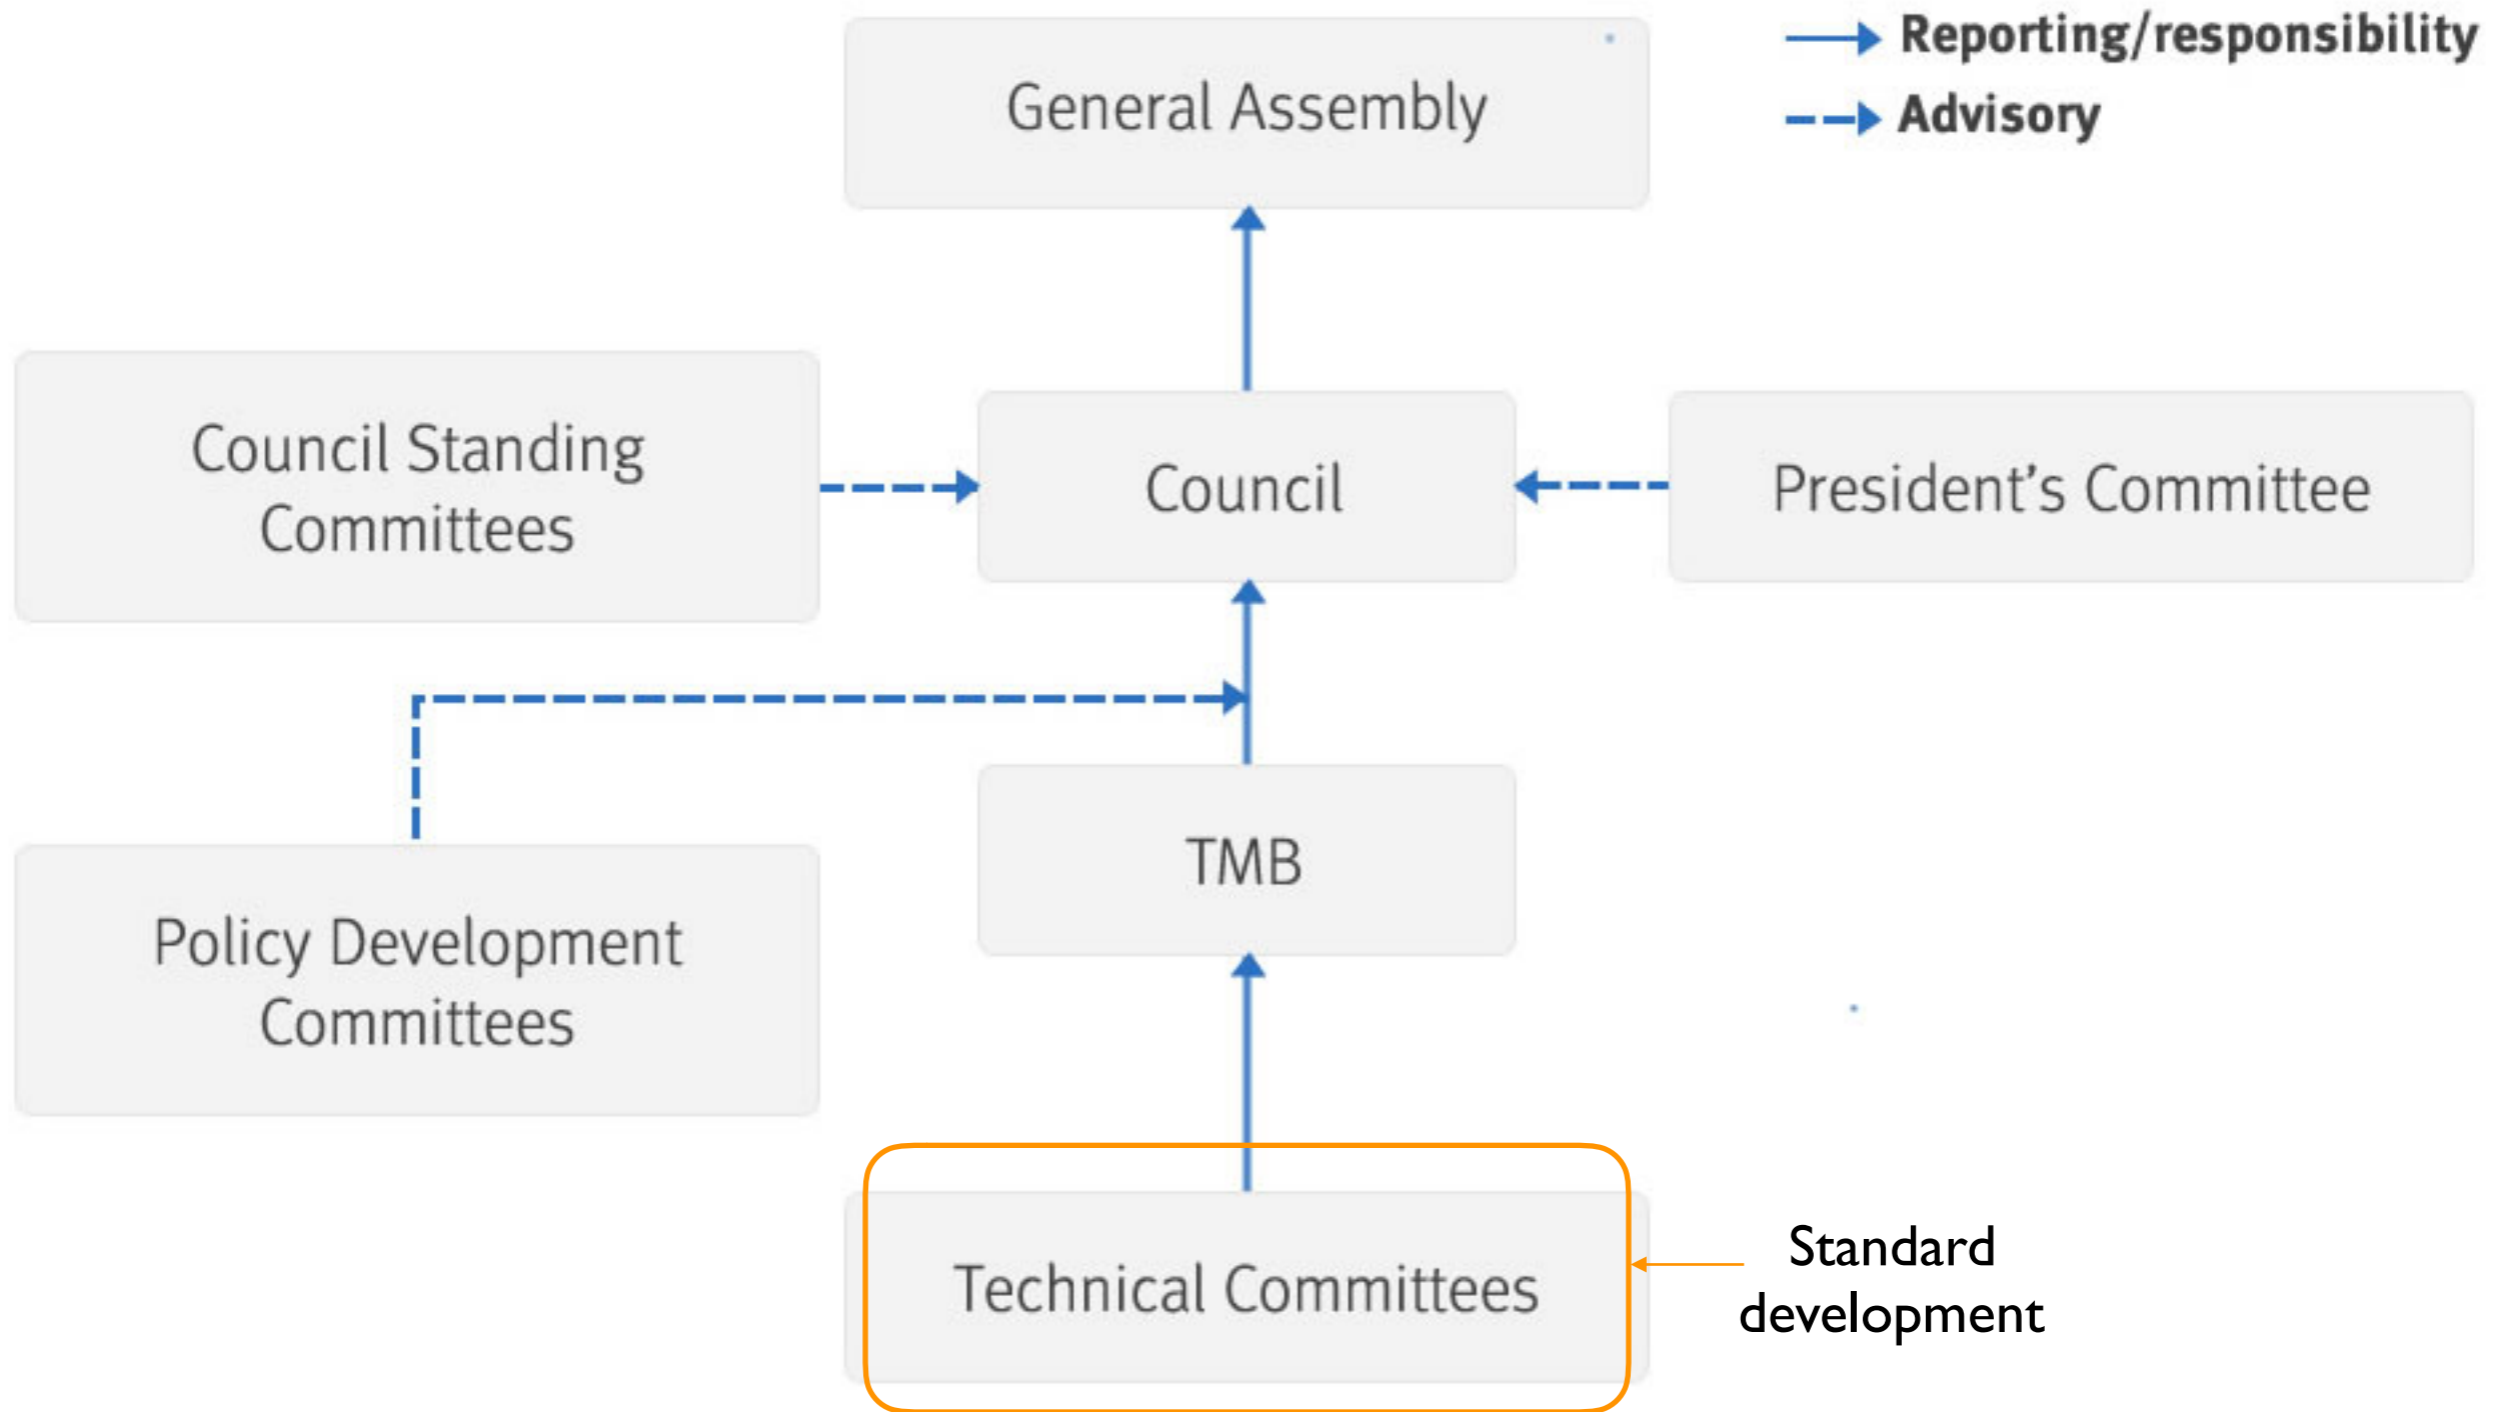 General Assembly
Reporting/responsibility
Advisory
Council Standing
Committees
Council
President’s Committee
Policy Development
Committees
TMB
Technical Committees
Standard
development